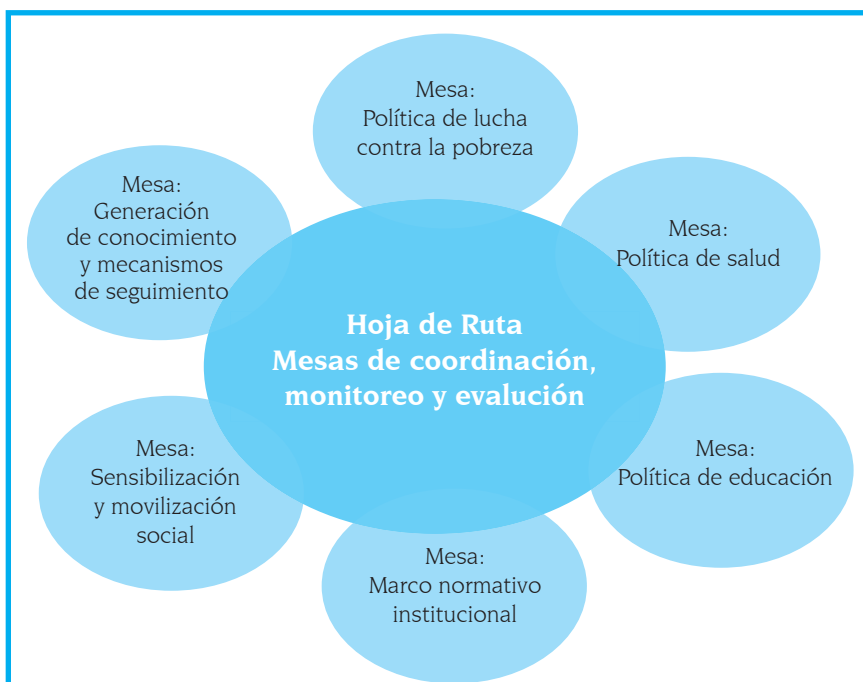 Mesa:
Política de lucha
contra la pobreza
Mesa:
Generación
de conocimiento
y mecanismos
de seguimiento
Mesa:
Política de salud
Hoja de Ruta
Mesas de coordinación,
monitoreo y evalución
Mesa:
Sensibilización
y movilización
social
Mesa:
Política de educación
Mesa:
Marco normativo
institucional